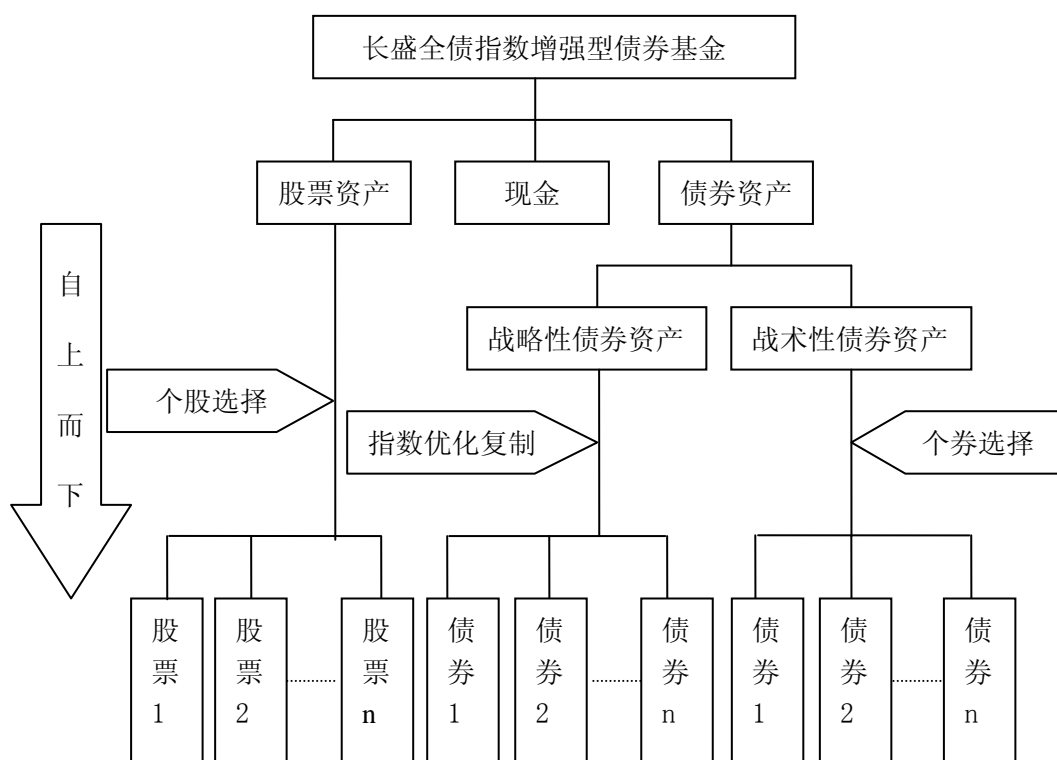 长盛全债指数增强型债券基金
股票资产
现金
债券资产
自上而下
战略性债券资产
战术性债券资产
个股选择
指数优化复制
个券选择
股票1
股票2
………
股票n
债券1
债券2
………
债券n
债券1
债券2
………
债券n